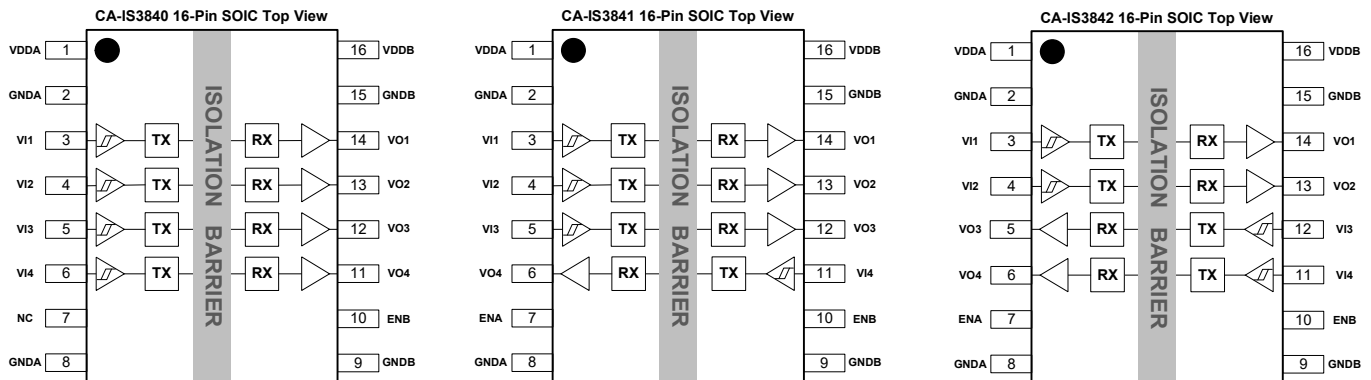 CA-IS3840 16-Pin SOIC Top View
VDDA 1 16 VDDB
GNDA 2 15 GNDB
VI1 3 TX RX 14 VO1
VI2 4 TX RX 13 VO2
VI3 5 TX RX 12 VO3
VI4 6 TX RX 11 VO4
NC 7 10 ENB
GNDA 8 9 GNDB
ISOLATION BARRIER
CA-IS3841 16-Pin SOIC Top View
VDDA 1 16 VDDB
GNDA 2 15 GNDB
VI1 3 TX RX 14 VO1
VI2 4 TX RX 13 VO2
VI3 5 TX RX 12 VO3
VO4 6 RX TX 11 VI4
ENA 7 10 ENB
GNDA 8 9 GNDB
ISOLATION BARRIER
CA-IS3842 16-Pin SOIC Top View
VDDA 1 16 VDDB
GNDA 2 15 GNDB
VI1 3 TX RX 14 VO1
VI2 4 TX RX 13 VO2
VO3 5 RX TX 12 VI3
VO4 6 RX TX 11 VI4
ENA 7 10 ENB
GNDA 8 9 GNDB
ISOLATION BARRIER